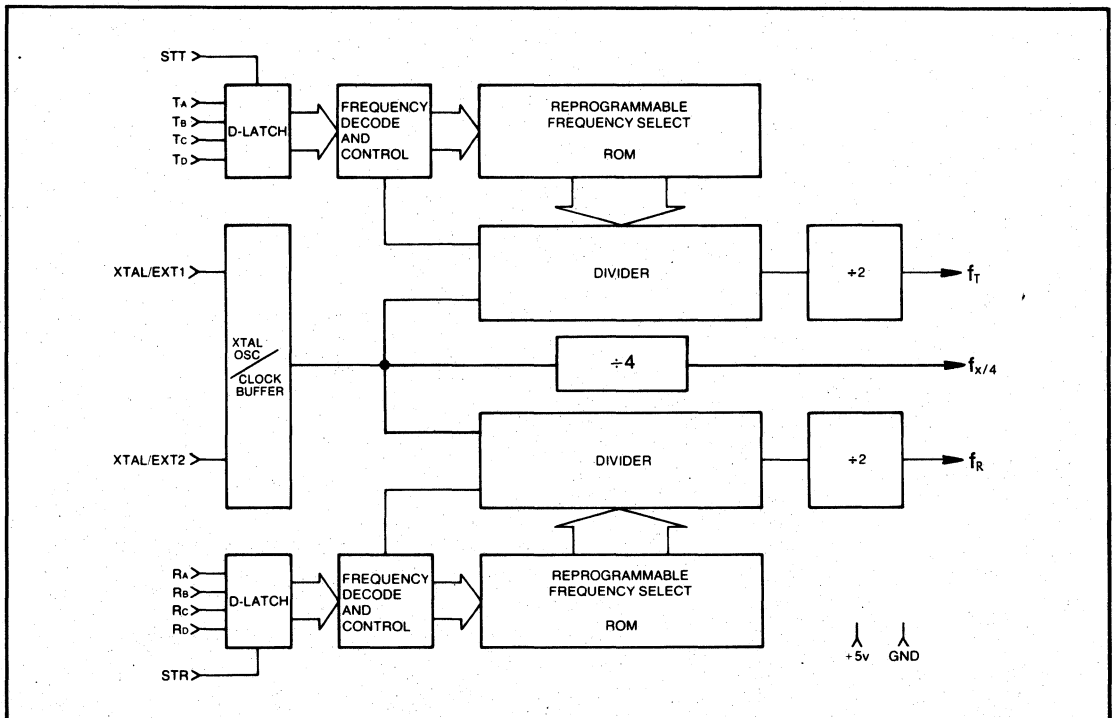 STT
TA
TB
TC
TD
D-LATCH
FREQUENCY
DECODE
AND
CONTROL
REPROGRAMMABLE
FREQUENCY SELECT
ROM
XTAL/EXT1
XTAL
OSC
CLOCK
BUFFER
DIVIDER
÷2
fT
÷4
fx/4
XTAL/EXT2
DIVIDER
÷2
fR
RA
RB
RC
RD
D-LATCH
FREQUENCY
DECODE
AND
CONTROL
REPROGRAMMABLE
FREQUENCY SELECT
ROM
STR
+5v GND